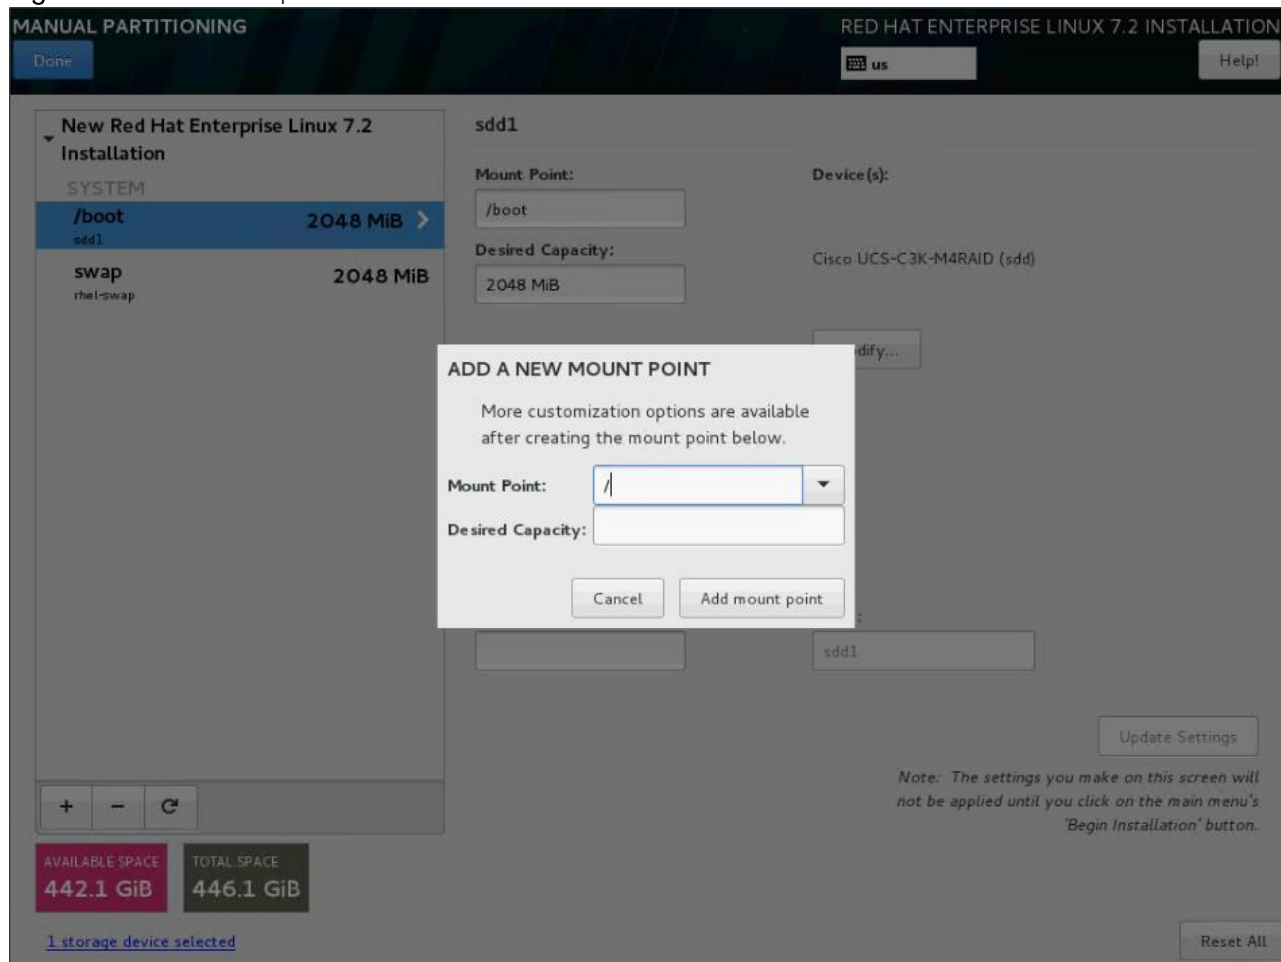 MANUAL PARTITIONING
RED HAT ENTERPRISE LINUX 7.2 INSTALLATION
Done
us
Help!
New Red Hat Enterprise Linux 7.2
Installation
SYSTEM
/boot 2048 MiB
sdd1
swap 2048 MiB
rhel-swap
sdd1
Mount Point:
/boot
Desired Capacity:
2048 MiB
Device(s):
Cisco UCS-C3K-M4RAID (sdd)
ADD A NEW MOUNT POINT
More customization options are available
after creating the mount point below.
Mount Point: /
Desired Capacity:
Cancel
Add mount point
sdd1
Update Settings
Note: The settings you make on this screen will
not be applied until you click on the main menu's
'Begin Installation' button.
AVAILABLE SPACE
442.1 GiB
TOTAL SPACE
446.1 GiB
1 storage device selected
Reset All